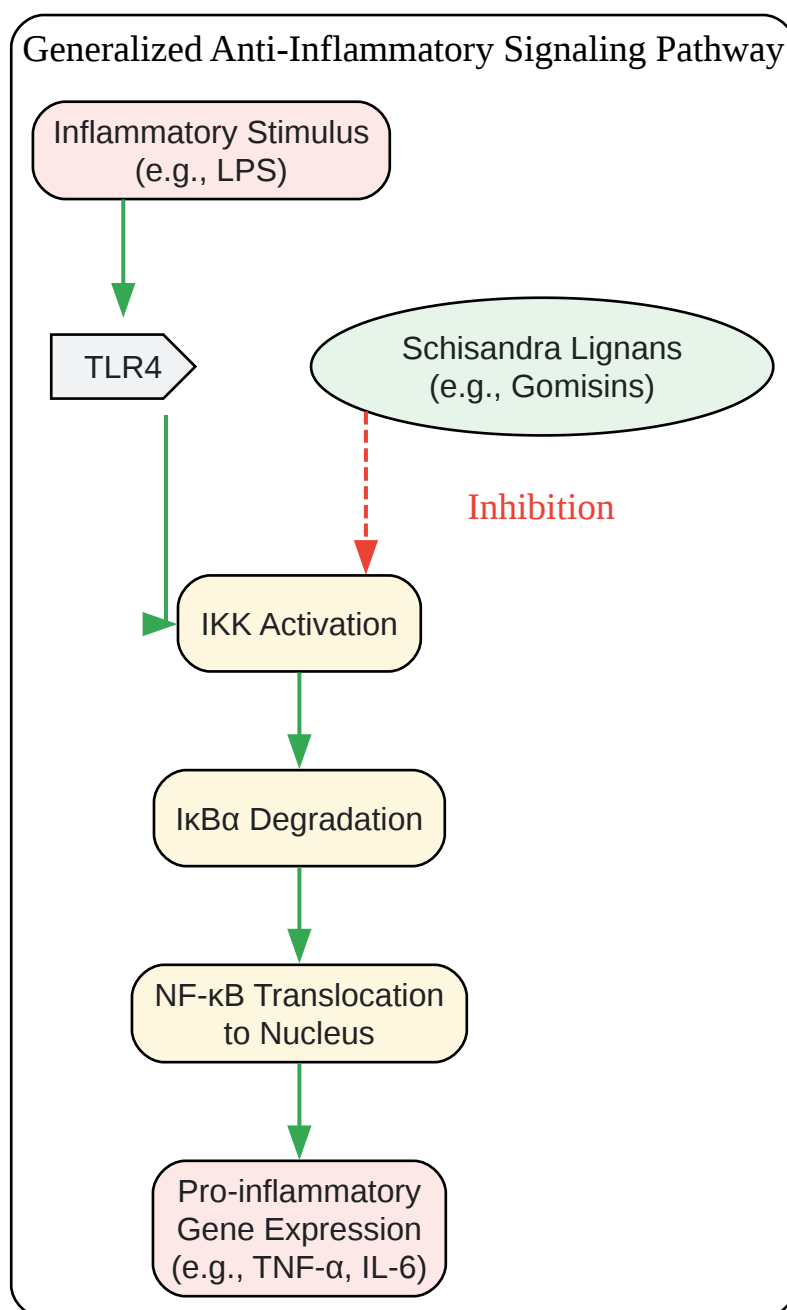 Generalized Anti-Inflammatory Signaling Pathway
Inflammatory Stimulus
(e.g., LPS)
TLR4
Schisandra Lignans
(e.g., Gomisins)
Inhibition
IKK Activation
IκBα Degradation
NF-κB Translocation
to Nucleus
Pro-inflammatory
Gene Expression
(e.g., TNF-α, IL-6)